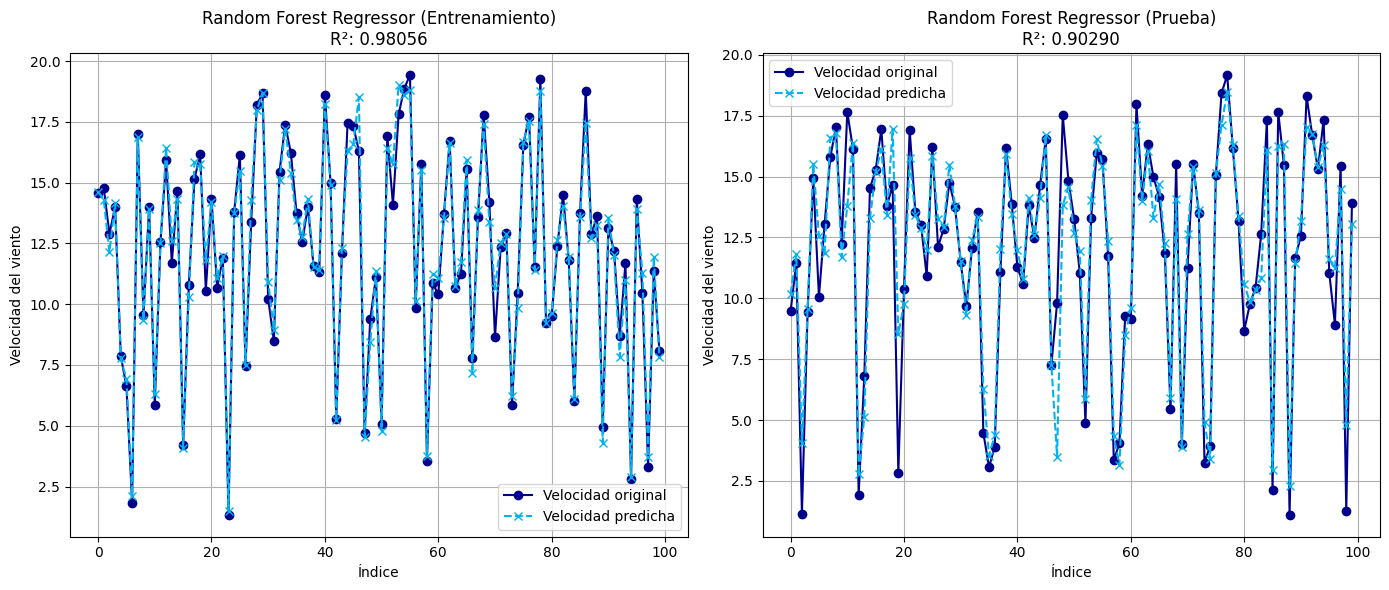 Random Forest Regressor (Entrenamiento)
R²: 0.98056
20.0
17.5
15.0
12.5
10.0
7.5
5.0
2.5
Velocidad del viento
Velocidad original
Velocidad predicha
0
20
40
60
80
100
Índice
Random Forest Regressor (Prueba)
R²: 0.90290
Velocidad original
Velocidad predicha
20.0
17.5
15.0
12.5
10.0
7.5
5.0
2.5
Velocidad del viento
0
20
40
60
80
100
Índice